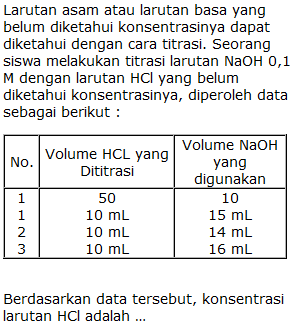 Larutan asam atau larutan basa yang
belum diketahui konsentrasinya dapat
diketahui dengan cara titrasi. Seorang
siswa melakukan titrasi larutan NaOH 0,1
M dengan larutan HCl yang belum
diketahui konsentrasinya, diperoleh data
sebagai berikut :
No. Volume HCL yang Dititrasi Volume NaOH yang digunakan
1 50 10
1 10 mL 15 mL
2 10 mL 14 mL
3 10 mL 16 mL
Berdasarkan data tersebut, konsentrasi
larutan HCl adalah ...